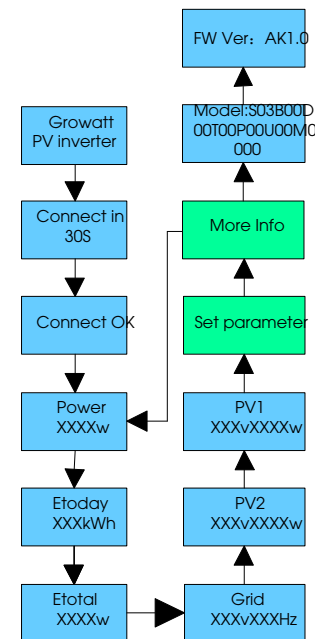 FW Ver: AK1.0
Model:S03B00D
00T00P00U00M0
000
Growatt
PV inverter
Connect in
30S
More Info
Connect OK
Set parameter
Power
XXXXw
PV1
XXXvXXXXw
Etoday
XXXkWh
PV2
XXXvXXXXw
Etotal
XXXXw
Grid
XXXvXXXHz